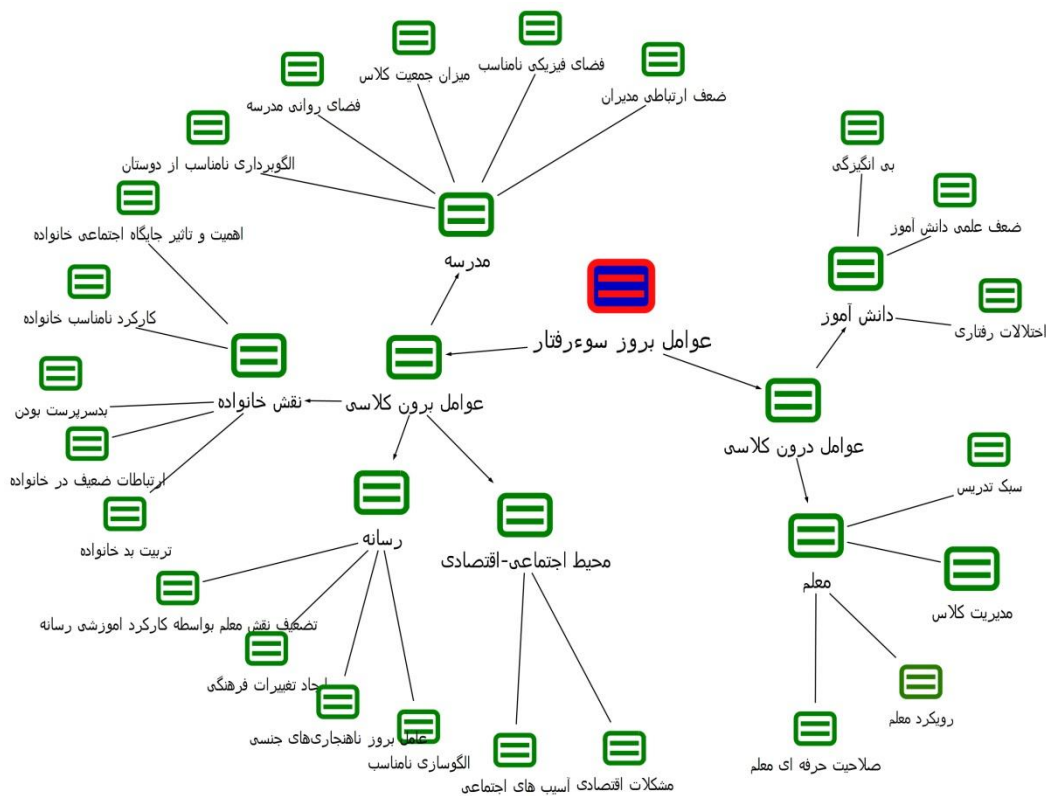 فضای فیزیکی نامناسب
میزان جمعیت کلاس
ضعف ارتباطی مدیران
فضای روانی مدرسه
الگوبرداری نامناسب از دوستان
بی انگیزگی
اهمیت و تاثیر جایگاه اجتماعی خانواده
ضعف علمی دانش آموز
مدرسه
دانش آموز
کارکرد نامناسب خانواده
اختلالات رفتاری
عوامل بروز سوءرفتار
نقش خانواده
عوامل برون کلاسی
بدسرپرست بودن
عوامل درون کلاسی
ارتباطات ضعیف در خانواده
سبک تدریس
رسانه
تربیت بد خانواده
محیط اجتماعی-اقتصادی
معلم
مدیریت کلاس
تضعیف نقش معلم بواسطه کارکرد اموزشی رسانه
ایجاد تغییرات فرهنگی
رویکرد معلم
عامل بروز ناهنجاری‌های جنسی
الگوسازی نامناسب
صلاحیت حرفه ای معلم
مشکلات اقتصادی
آسیب های اجتماعی